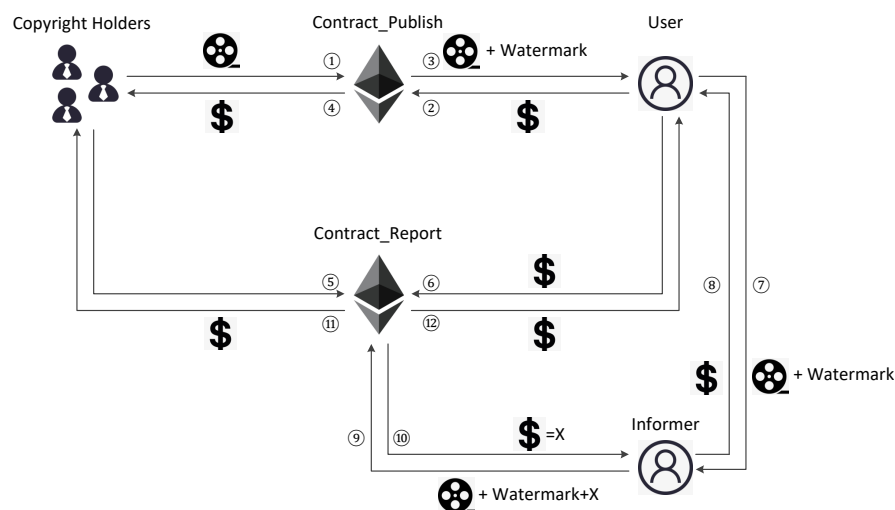 Copyright Holders
Contract_Publish
User
① ③ + Watermark
④ ②
$ $
Contract_Report
⑤ ⑥ $
⑧ ⑦
⑪ ⑫
$ $
$ + Watermark
Informer
⑨ ⑩ $ =X
+ Watermark+X